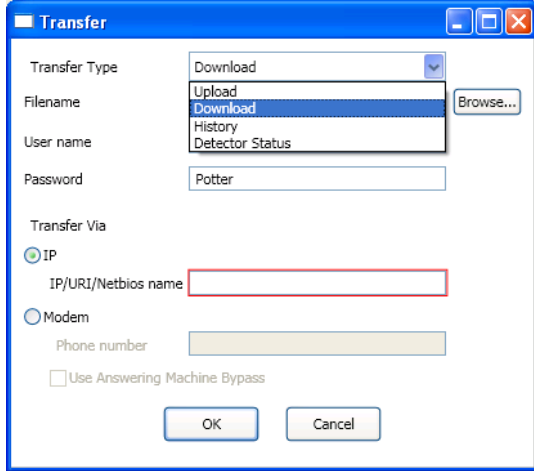 Transfer
Transfer Type
Download
Upload
Download
History
Detector Status
Filename
Browse...
User name
Password
Potter
Transfer Via
IP
IP/URI/Netbios name
Modem
Phone number
Use Answering Machine Bypass
OK
Cancel